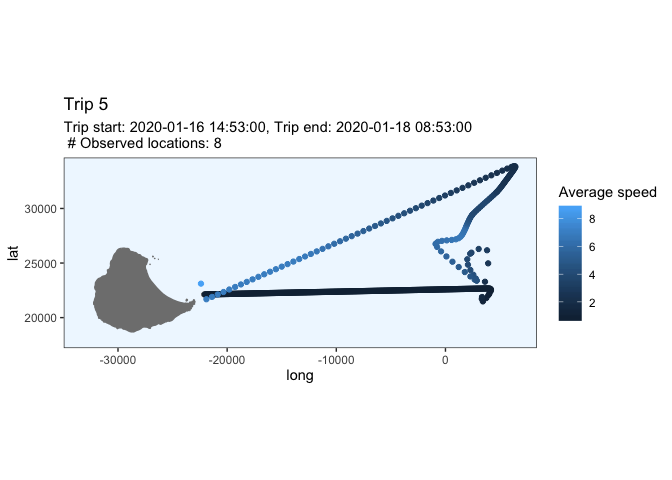 Trip 5
Trip start: 2020-01-16 14:53:00, Trip end: 2020-01-18 08:53:00
# Observed locations: 8
Average speed
8
6
4
2
lat
30000
25000
20000
-30000 -20000 -10000 0
long